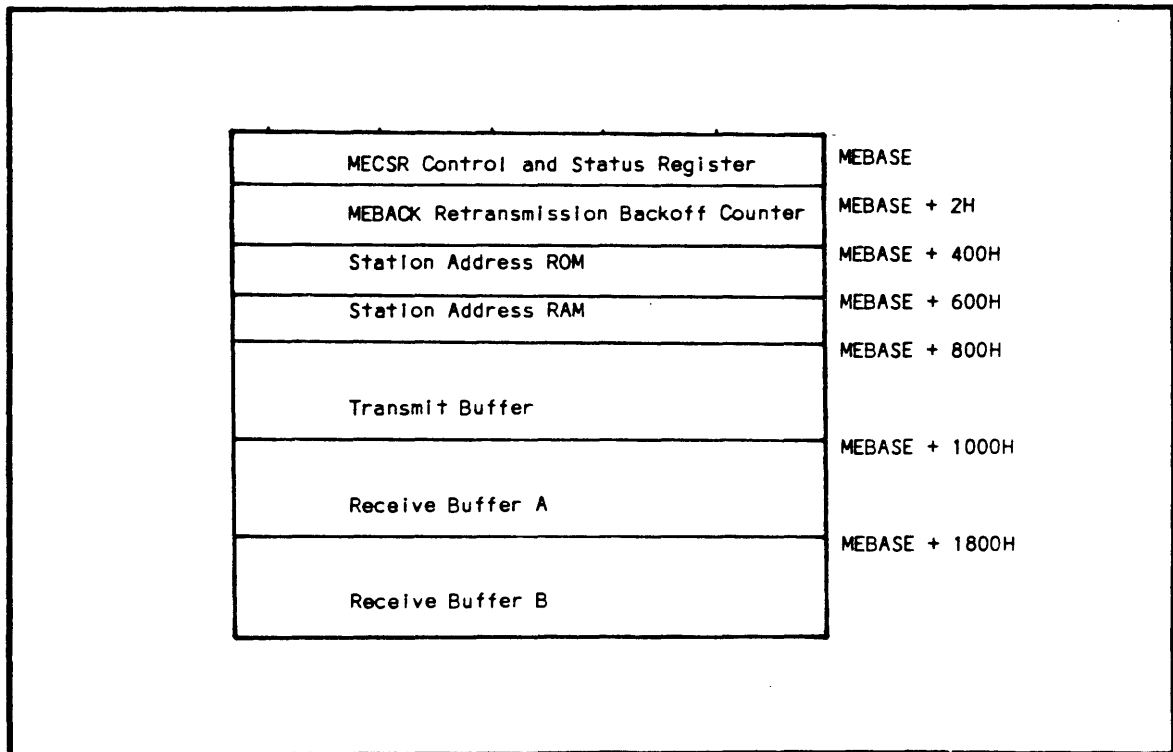 MECSR Control and Status Register MEBASE
MEBACK Retransmission Backoff Counter MEBASE + 2H
Station Address ROM MEBASE + 400H
Station Address RAM MEBASE + 600H
MEBASE + 800H
Transmit Buffer
MEBASE + 1000H
Receive Buffer A
MEBASE + 1800H
Receive Buffer B